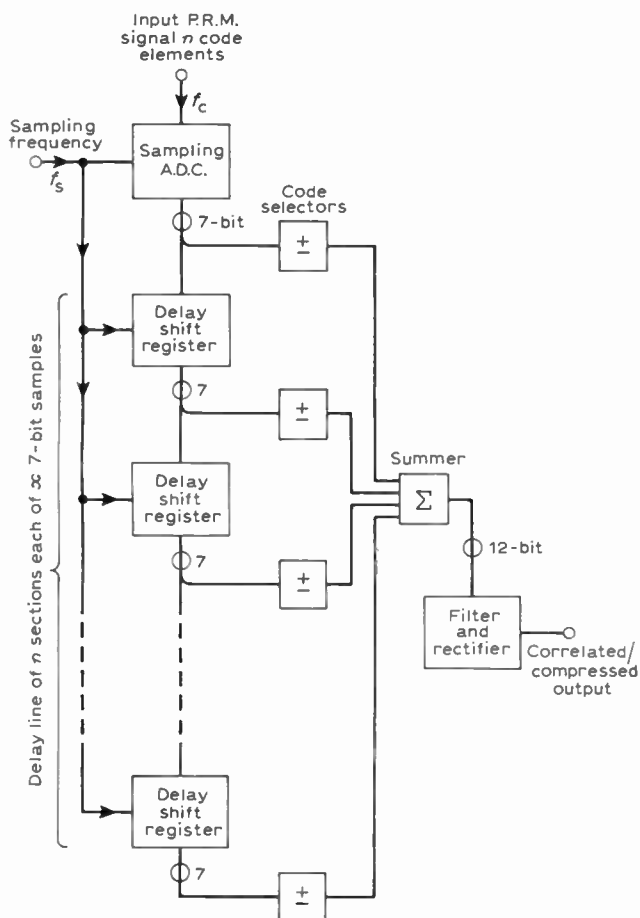 Input P.R.M.
signal n code
elements
f_c
Sampling
frequency
f_s
Sampling
A.D.C.
7-bit
Code
selectors
±
Delay
shift
register
7
±
Summer
Σ
Delay
shift
register
7
±
12-bit
Filter
and
rectifier
Correlated/
compressed
output
Delay line of n sections each of x 7-bit samples
Delay
shift
register
7
±